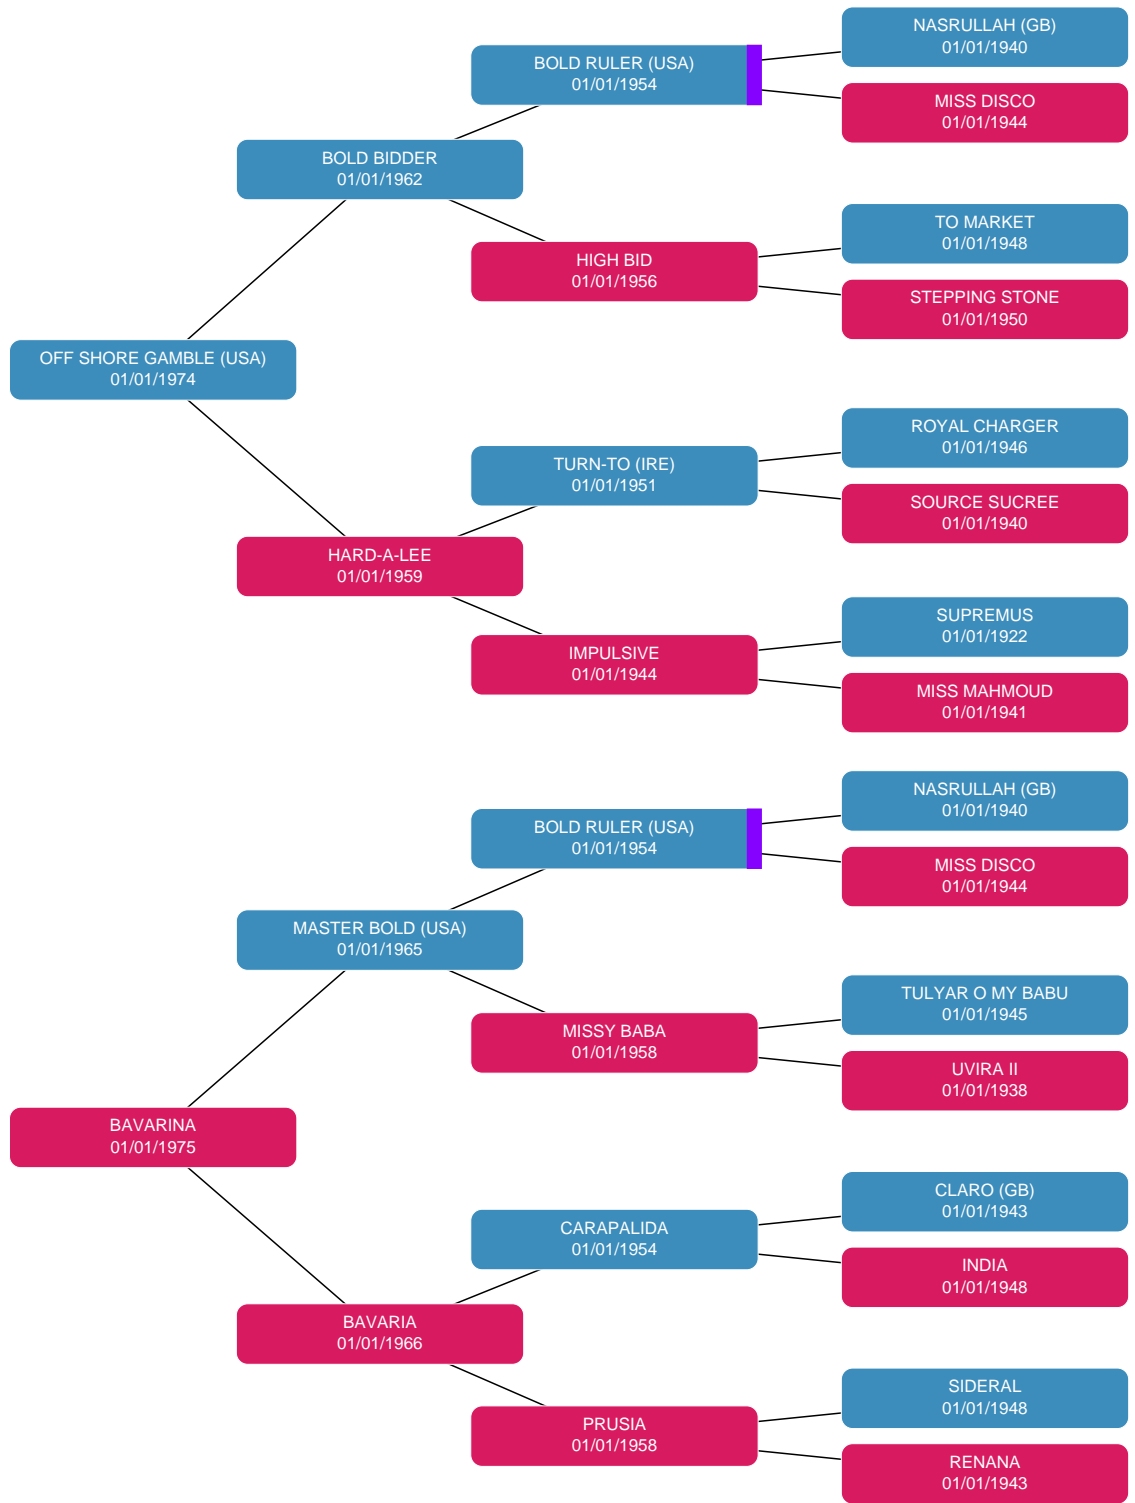 NASRULLAH (GB)
01/01/1940
BOLD RULER (USA)
01/01/1954
MISS DISCO
01/01/1944
BOLD BIDDER
01/01/1962
TO MARKET
01/01/1948
HIGH BID
01/01/1956
STEPPING STONE
01/01/1950
OFF SHORE GAMBLE (USA)
01/01/1974
ROYAL CHARGER
01/01/1946
TURN-TO (IRE)
01/01/1951
SOURCE SUCREE
01/01/1940
HARD-A-LEE
01/01/1959
SUPREMUS
01/01/1922
IMPULSIVE
01/01/1944
MISS MAHMOUD
01/01/1941
NASRULLAH (GB)
01/01/1940
BOLD RULER (USA)
01/01/1954
MISS DISCO
01/01/1944
MASTER BOLD (USA)
01/01/1965
TULYAR O MY BABU
01/01/1945
MISSY BABA
01/01/1958
UVIRA II
01/01/1938
BAVARINA
01/01/1975
CLARO (GB)
01/01/1943
CARAPALIDA
01/01/1954
INDIA
01/01/1948
BAVARIA
01/01/1966
SIDERAL
01/01/1948
PRUSIA
01/01/1958
RENANA
01/01/1943